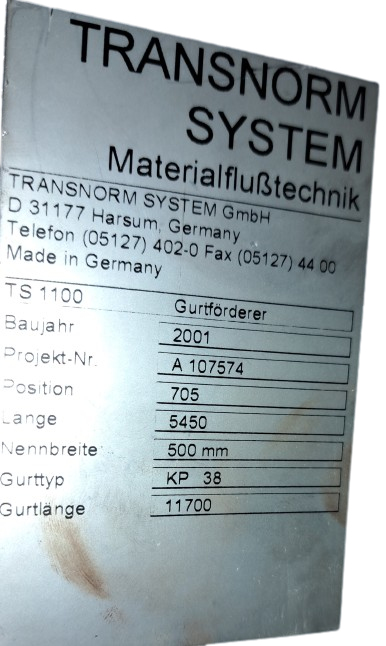 TRANSNORM
SYSTEM
Materialflußtechnik
TRANSNORM SYSTEM GmbH
D 31177 Harsum, Germany
Telefon (05127) 402-0 Fax (05127) 44 00
Made in Germany
TS 1100 Gurtförderer
Baujahr 2001
Projekt-Nr. A 107574
Position 705
Länge 5450
Nennbreite 500 mm
Gurttyp KP 38
Gurtlänge 11700